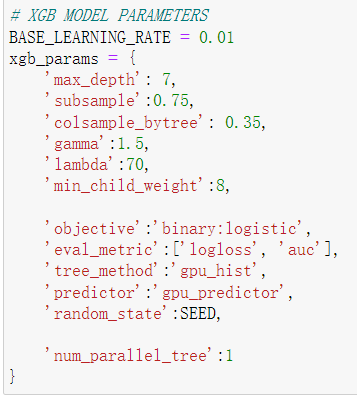 # XGB MODEL PARAMETERS
BASE_LEARNING_RATE = 0.01
xgb_params = {
    'max_depth': 7,
    'subsample':0.75,
    'colsample_bytree': 0.35,
    'gamma':1.5,
    'lambda':70,
    'min_child_weight':8,
    'objective':'binary:logistic',
    'eval_metric':['logloss', 'auc'],
    'tree_method':'gpu_hist',
    'predictor':'gpu_predictor',
    'random_state':SEED,
    'num_parallel_tree':1
}